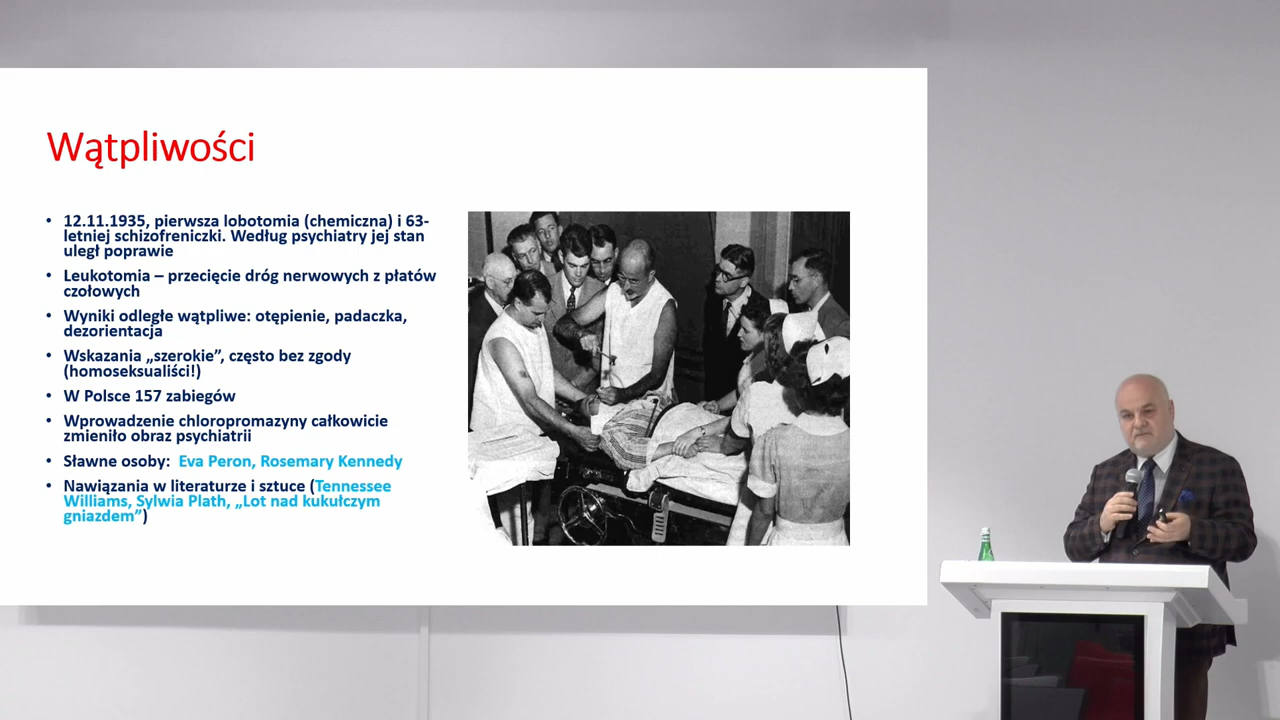 Wątpliwości
• 12.11.1935, pierwsza lobotomia (chemiczna) i 63-
letniej schizofreniczki. Według psychiatry jej stan
uległ poprawie
• Leukotomia – przecięcie dróg nerwowych z płatów
czołowych
• Wyniki odległe wątpliwe: otępienie, padaczka,
dezorientacja
• Wskazania „szerokie”, często bez zgody
(homoseksualiści!)
• W Polsce 157 zabiegów
• Wprowadzenie chloropromazyny całkowicie
zmieniło obraz psychiatrii
• Sławne osoby: Eva Peron, Rosemary Kennedy
• Nawiązania w literaturze i sztuce (Tennessee
Williams, Sylwia Plath, „Lot nad kukułczym
gniazdem”)